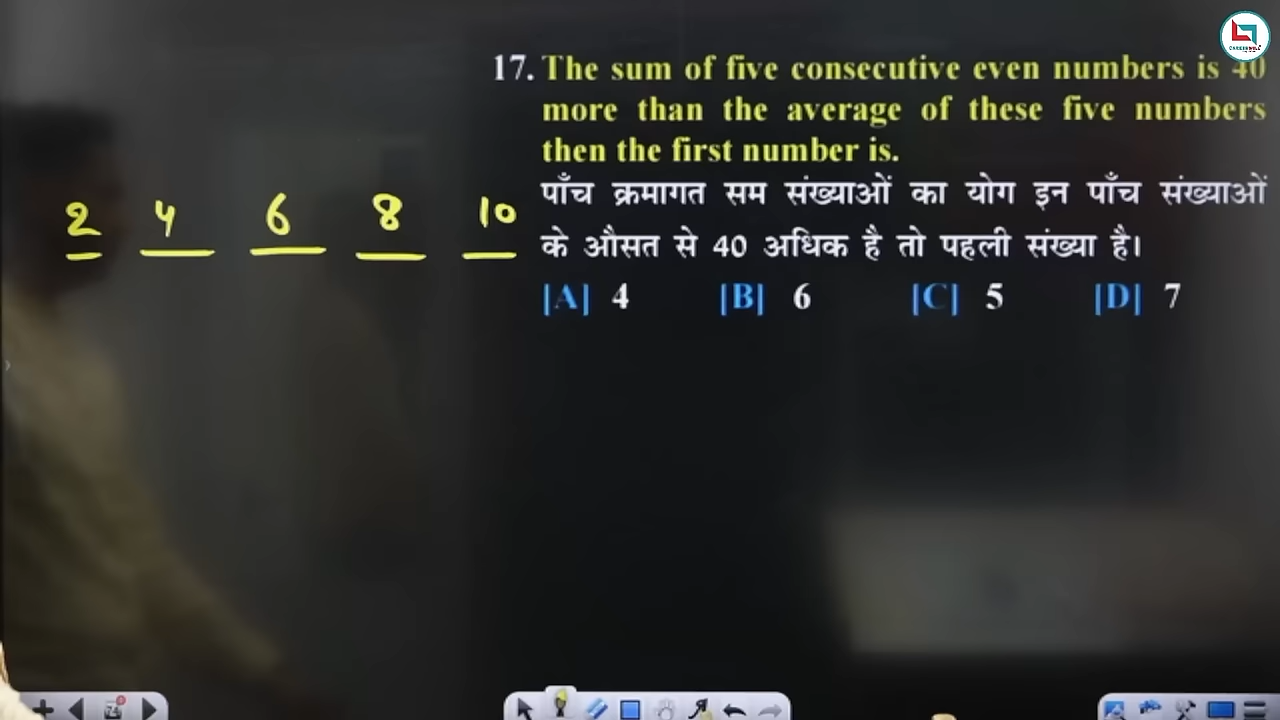 17. The sum of five consecutive even numbers is 40
more than the average of these five numbers
then the first number is.
पाँच क्रमागत सम संख्याओं का योग इन पाँच संख्याओं
के औसत से 40 अधिक है तो पहली संख्या है।
[A] 4 [B] 6 [C] 5 [D] 7
2 4 6 8 10